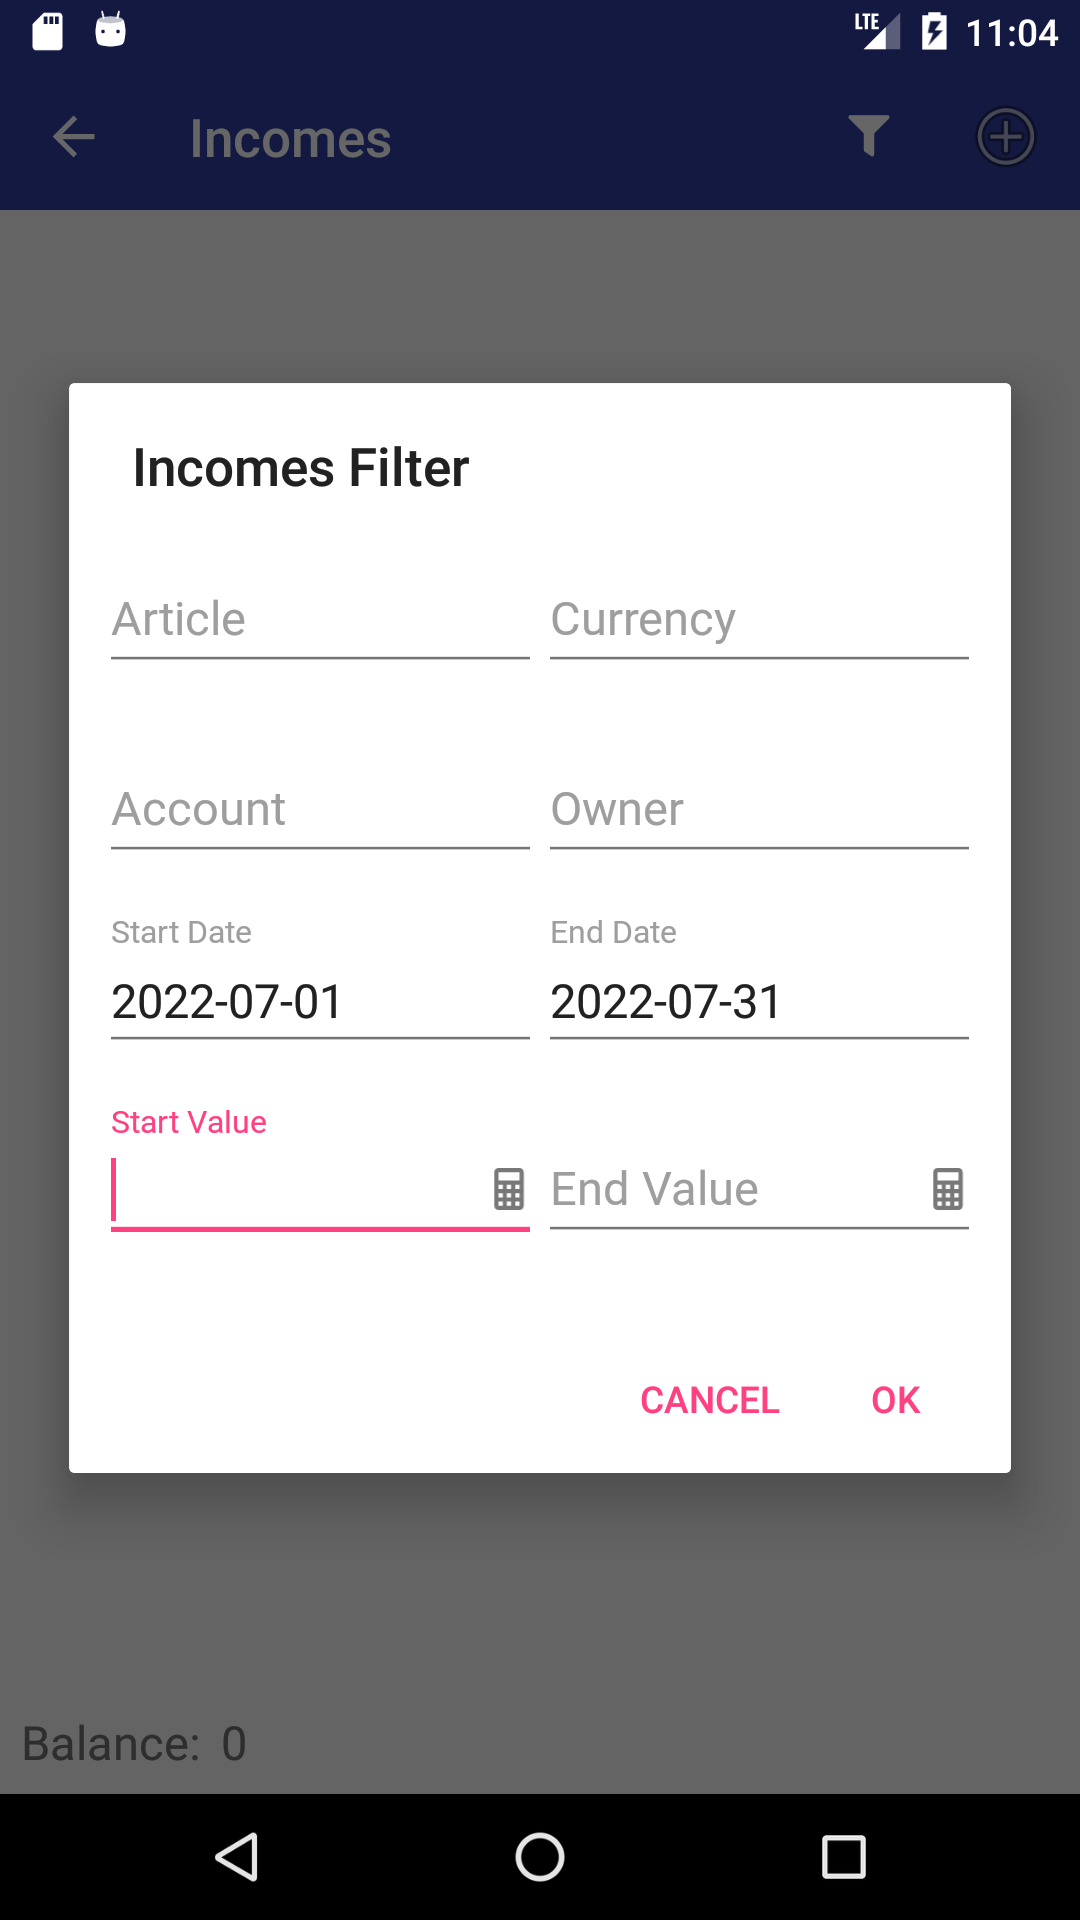 LTE 11:04
Incomes
Incomes Filter
Article Currency
Account Owner
Start Date End Date
2022-07-01 2022-07-31
Start Value
End Value
CANCEL OK
Balance: 0